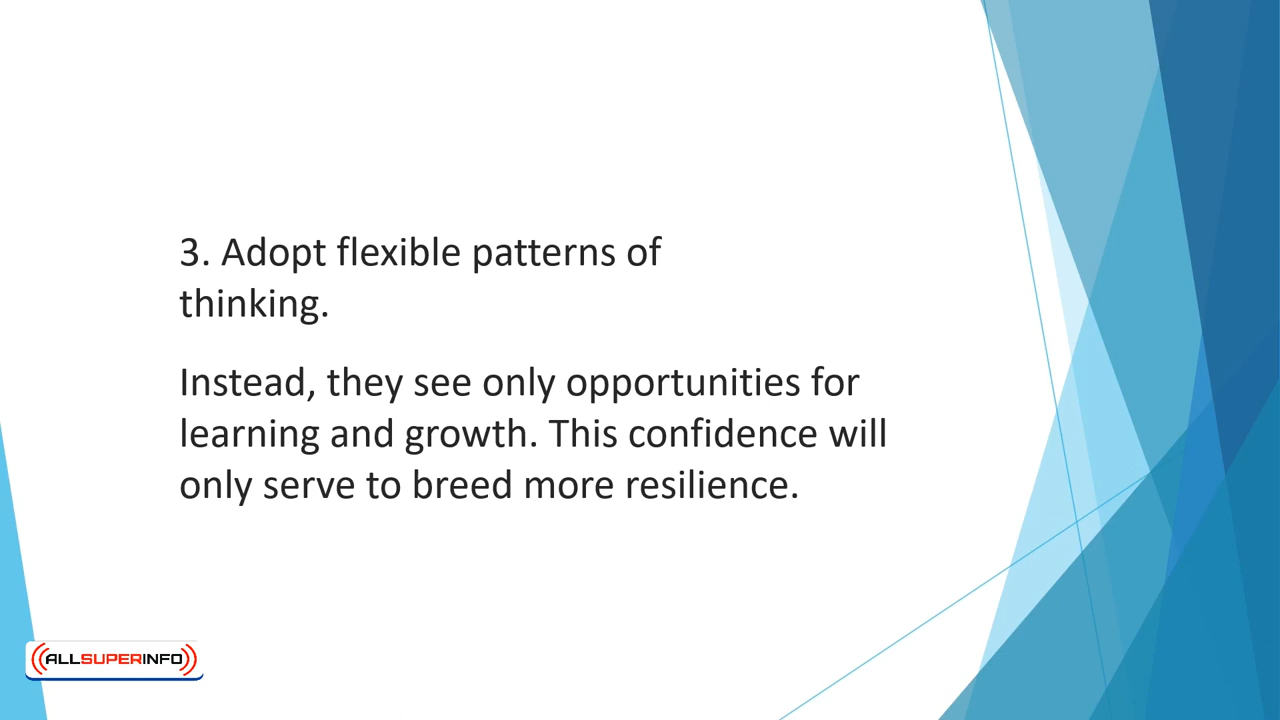 3. Adopt flexible patterns of
thinking.
Instead, they see only opportunities for
learning and growth. This confidence will
only serve to breed more resilience.
ALLSUPERINFO